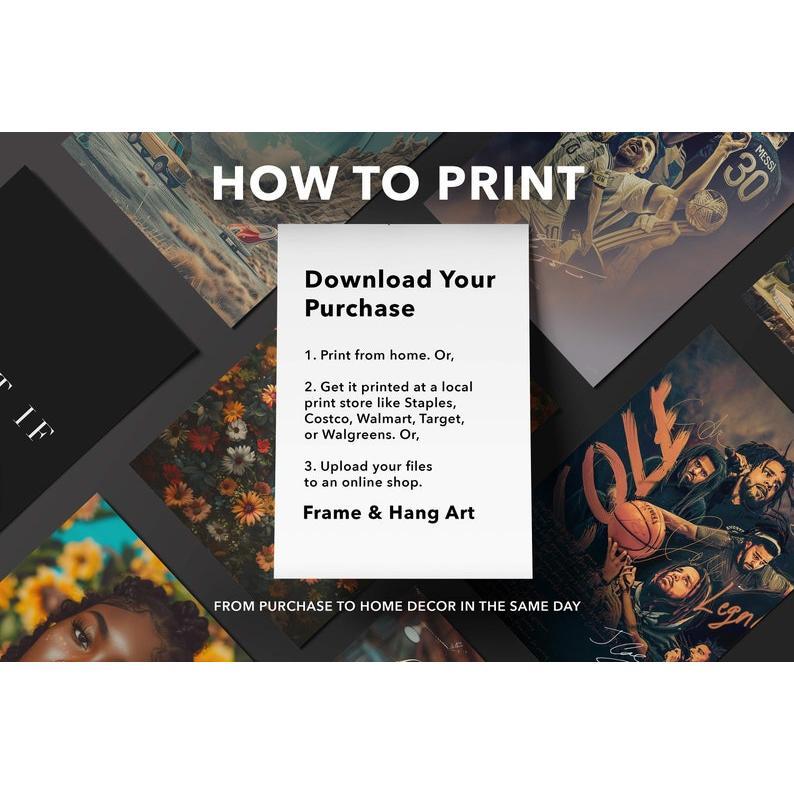 HOW TO PRINT
MESSI
30
10
Download Your
Purchase
1. Print from home. Or,
2. Get it printed at a local
print store like Staples,
Costco, Walmart, Target,
or Walgreens. Or,
3. Upload your files
to an online shop.
Frame & Hang Art
T IF
FROM PURCHASE TO HOME DECOR IN THE SAME DAY